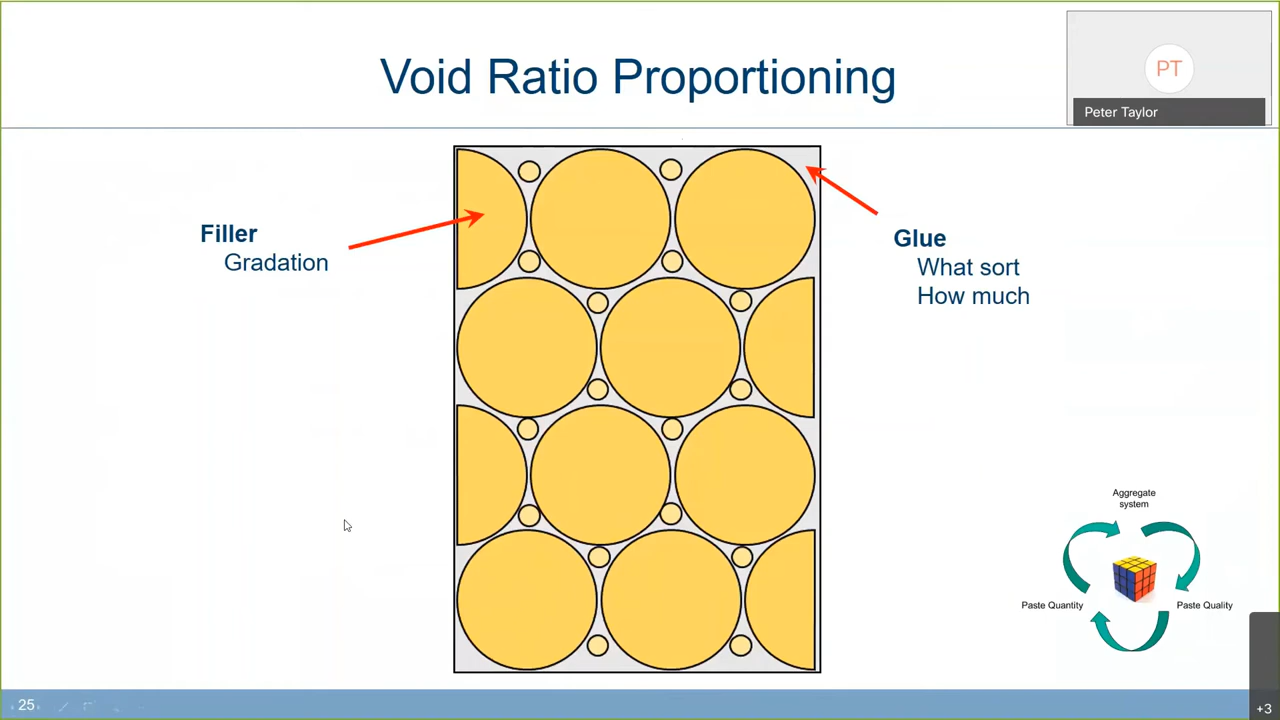 Void Ratio Proportioning
PT
Peter Taylor
Filler
Gradation
Glue
What sort
How much
Aggregate
system
Paste Quantity
Paste Quality
25
+3